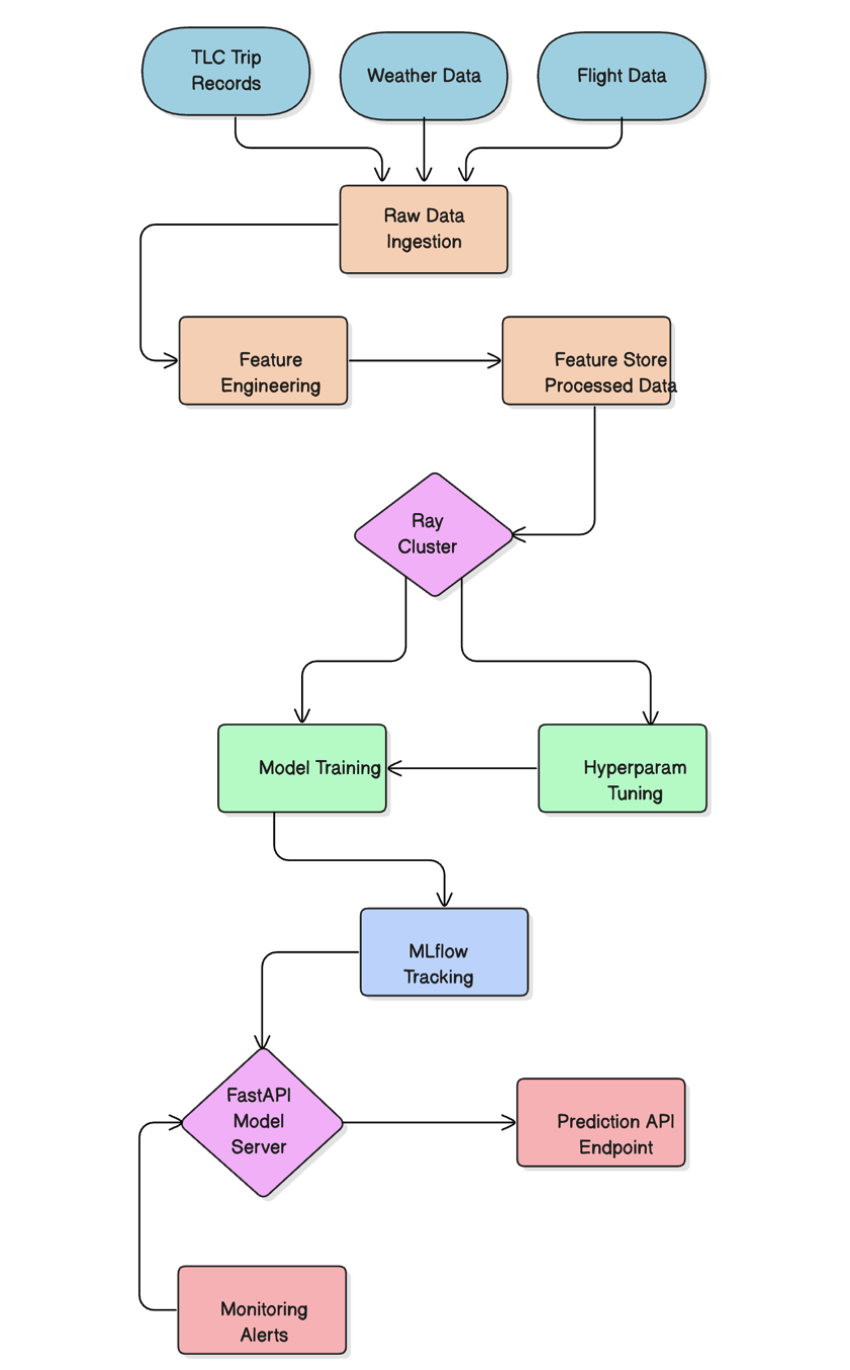 TLC Trip
Records
Weather Data
Flight Data
Raw Data
Ingestion
Feature
Engineering
Feature Store
Processed Data
Ray
Cluster
Model Training
Hyperparam
Tuning
MLflow
Tracking
FastAPI
Model
Server
Prediction API
Endpoint
Monitoring
Alerts